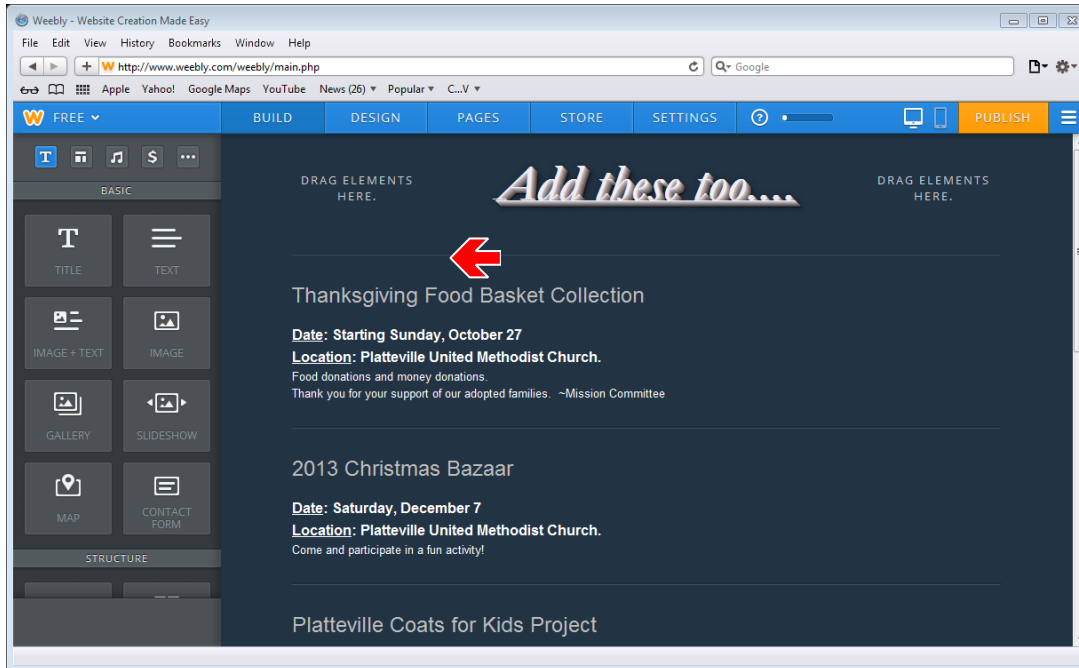 Weebly - Website Creation Made Easy
File Edit View History Bookmarks Window Help
http://www.weebly.com/weebly/main.php
Google
Apple Yahoo! Google Maps YouTube News (26) Popular C...V
FREE BUILD DESIGN PAGES STORE SETTINGS ? PUBLISH
T $
BASIC
T
TITLE TEXT
IMAGE + TEXT IMAGE
GALLERY SLIDESHOW
MAP CONTACT
FORM
STRUCTURE
DRAG ELEMENTS
HERE.
Add these too....
DRAG ELEMENTS
HERE.
Thanksgiving Food Basket Collection
Date: Starting Sunday, October 27
Location: Platteville United Methodist Church.
Food donations and money donations.
Thank you for your support of our adopted families. ~Mission Committee
2013 Christmas Bazaar
Date: Saturday, December 7
Location: Platteville United Methodist Church.
Come and participate in a fun activity!
Platteville Coats for Kids Project